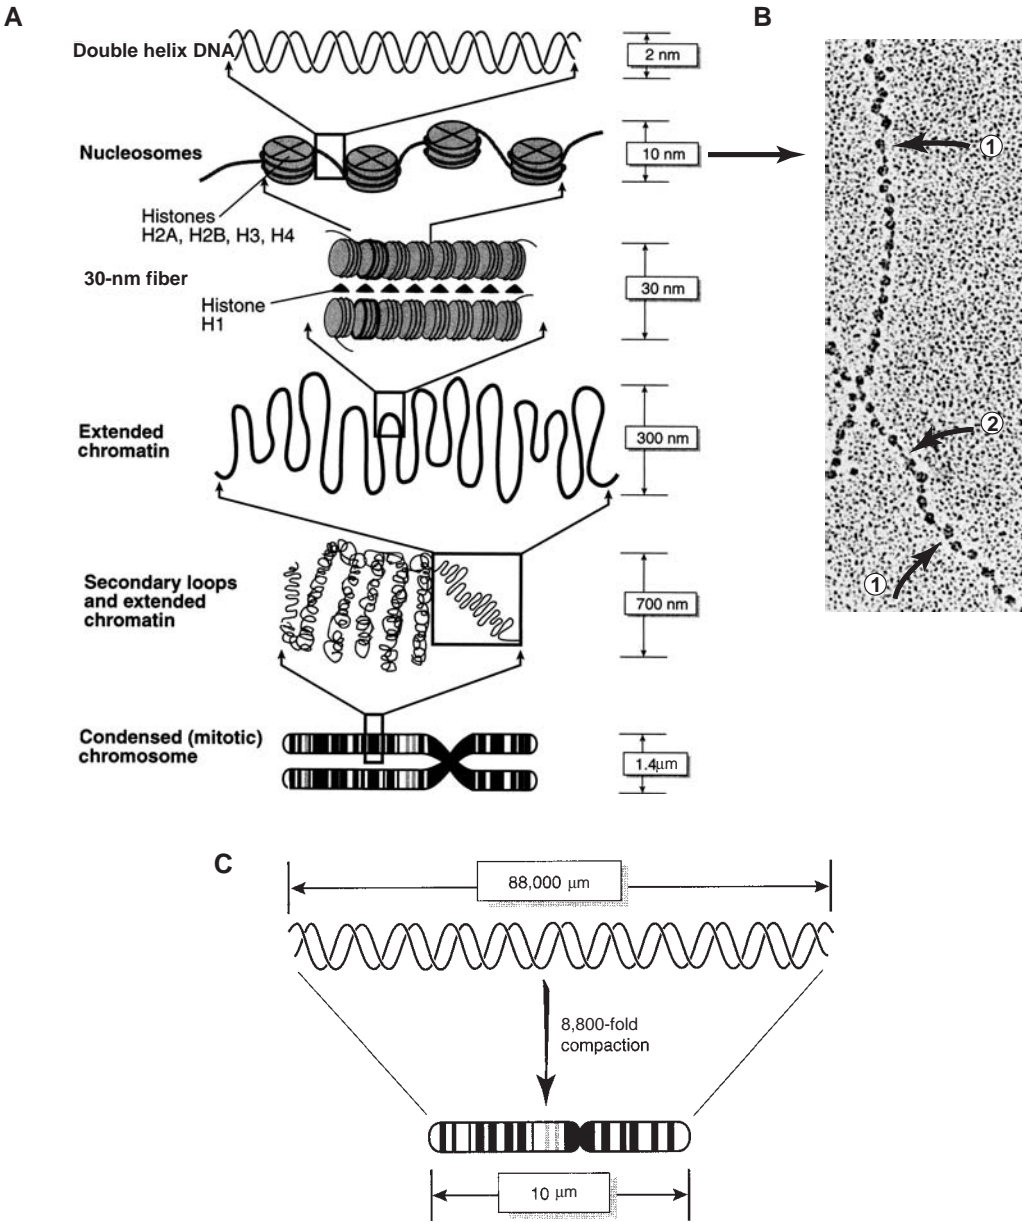 A
B
Double helix DNA
2 nm
Nucleosomes
10 nm
1
Histones
H2A, H2B, H3, H4
30-nm fiber
30 nm
Histone
H1
Extended
chromatin
300 nm
2
Secondary loops
and extended
chromatin
700 nm
1
Condensed (mitotic)
chromosome
1.4μm
C
88,000 μm
8,800-fold
compaction
10 μm